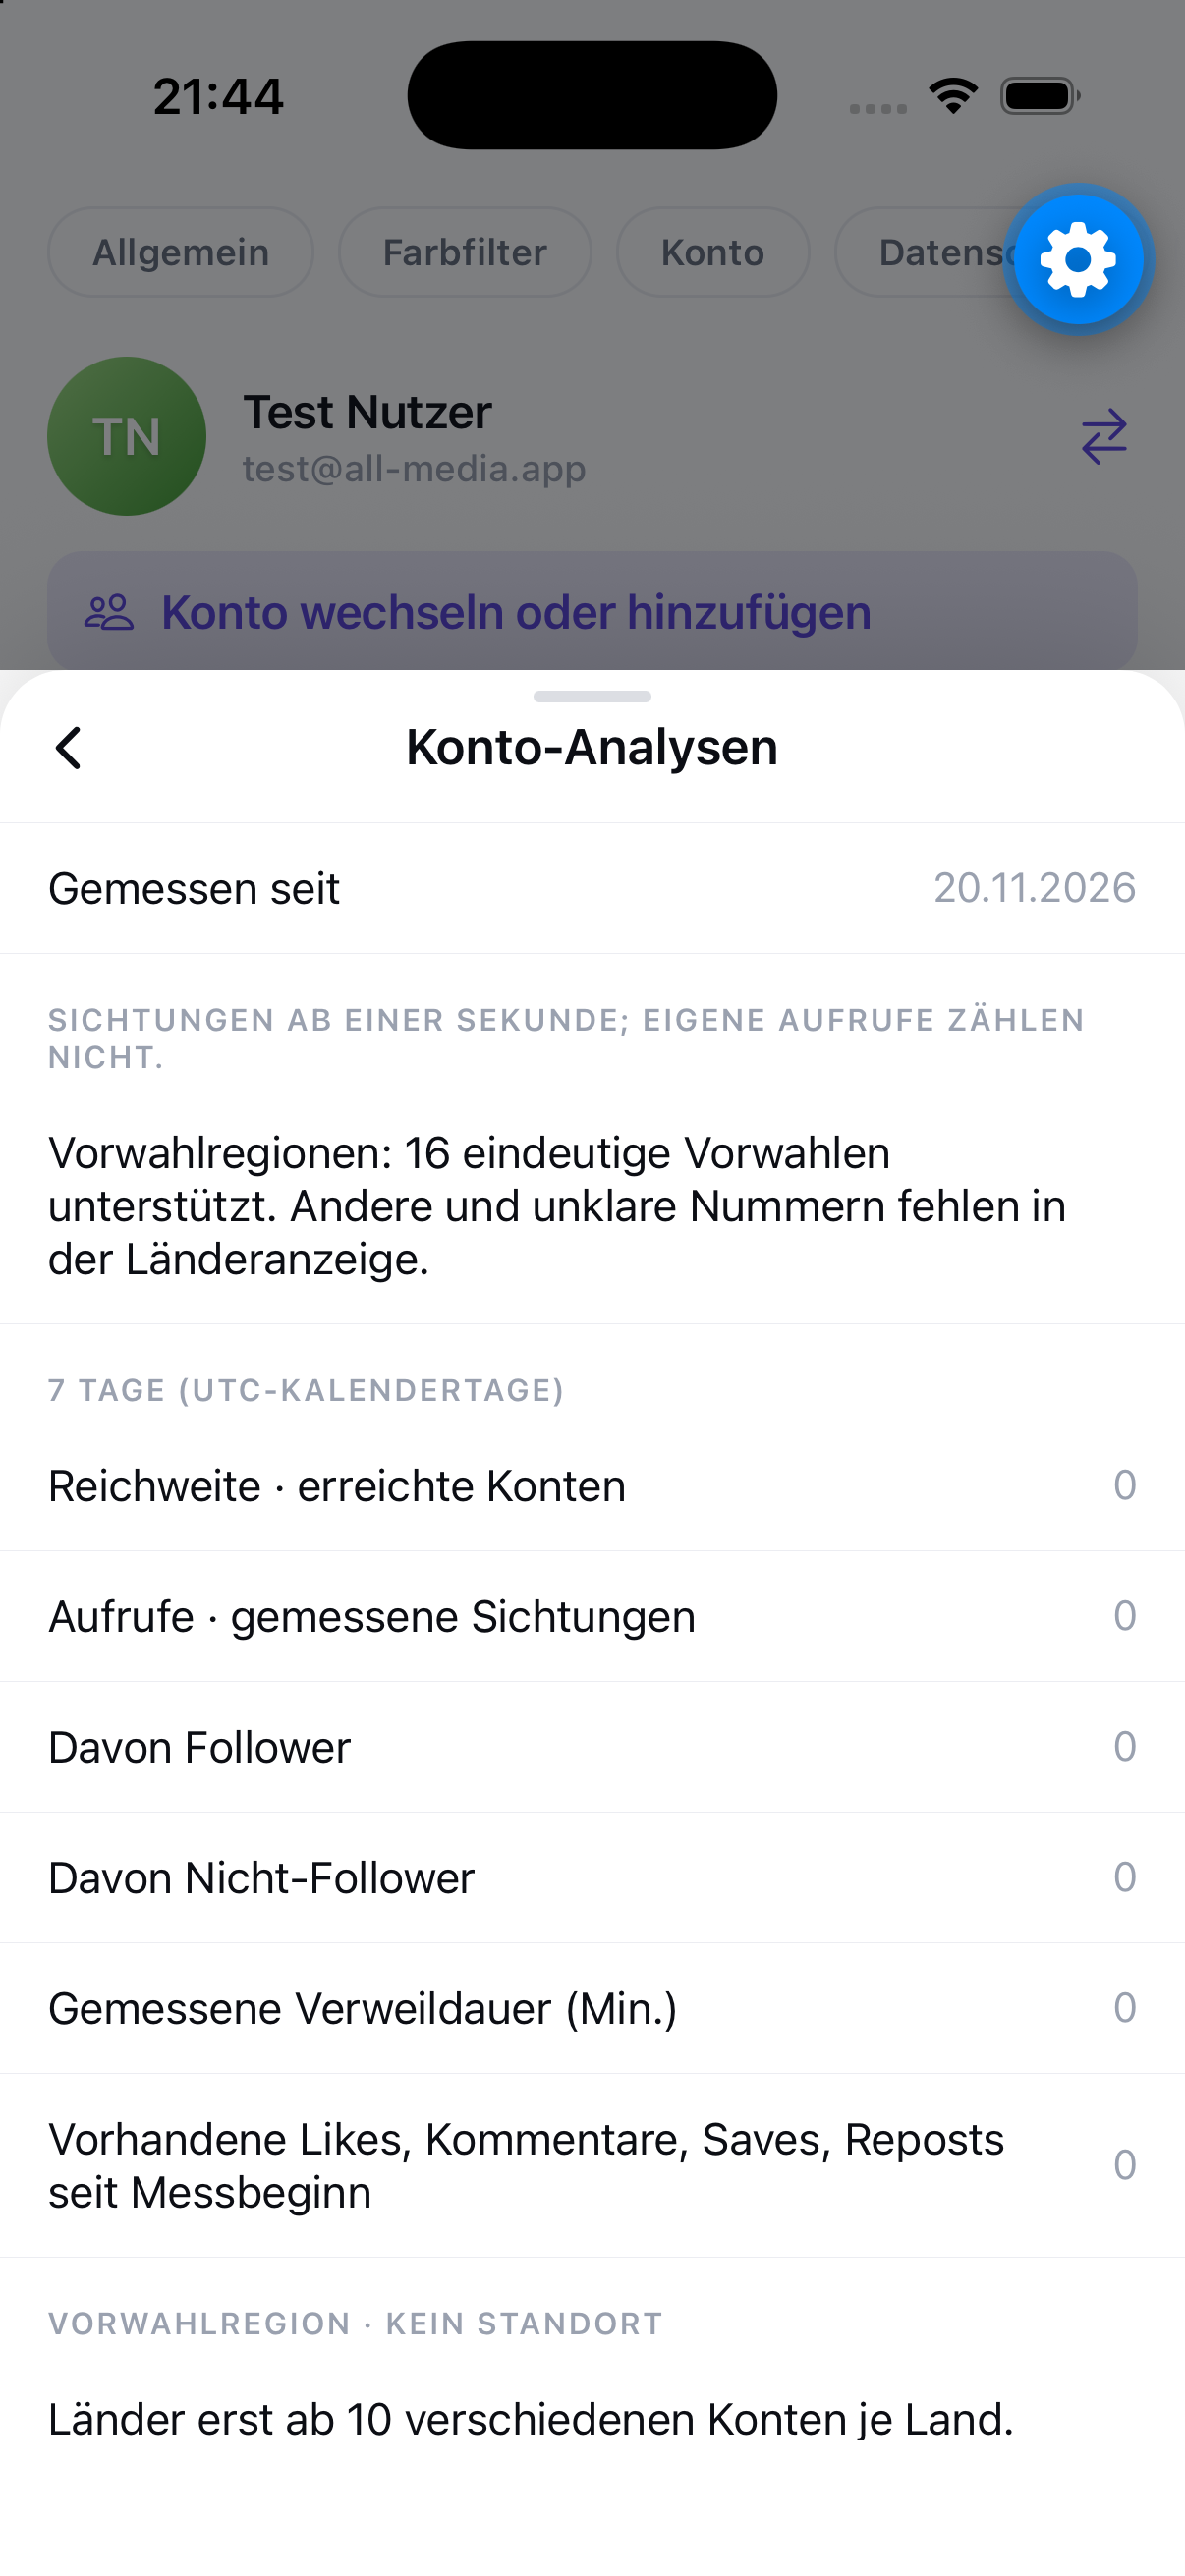 21:44
Allgemein
Farbfilter
Konto
TN
Test Nutzer
test@all-media.app
Konto wechseln oder hinzufügen
Konto-Analysen
Gemessen seit
20.11.2026
SICHTUNGEN AB EINER SEKUNDE; EIGENE AUFRUFE ZÄHLEN
NICHT.
Vorwahlregionen: 16 eindeutige Vorwahlen
unterstützt. Andere und unklare Nummern fehlen in
der Länderanzeige.
7 TAGE (UTC-KALENDERTAGE)
Reichweite · erreichte Konten
0
Aufrufe · gemessene Sichtungen
0
Davon Follower
0
Davon Nicht-Follower
0
Gemessene Verweildauer (Min.)
0
Vorhandene Likes, Kommentare, Saves, Reposts
seit Messbeginn
0
VORWAHLREGION · KEIN STANDORT
Länder erst ab 10 verschiedenen Konten je Land.